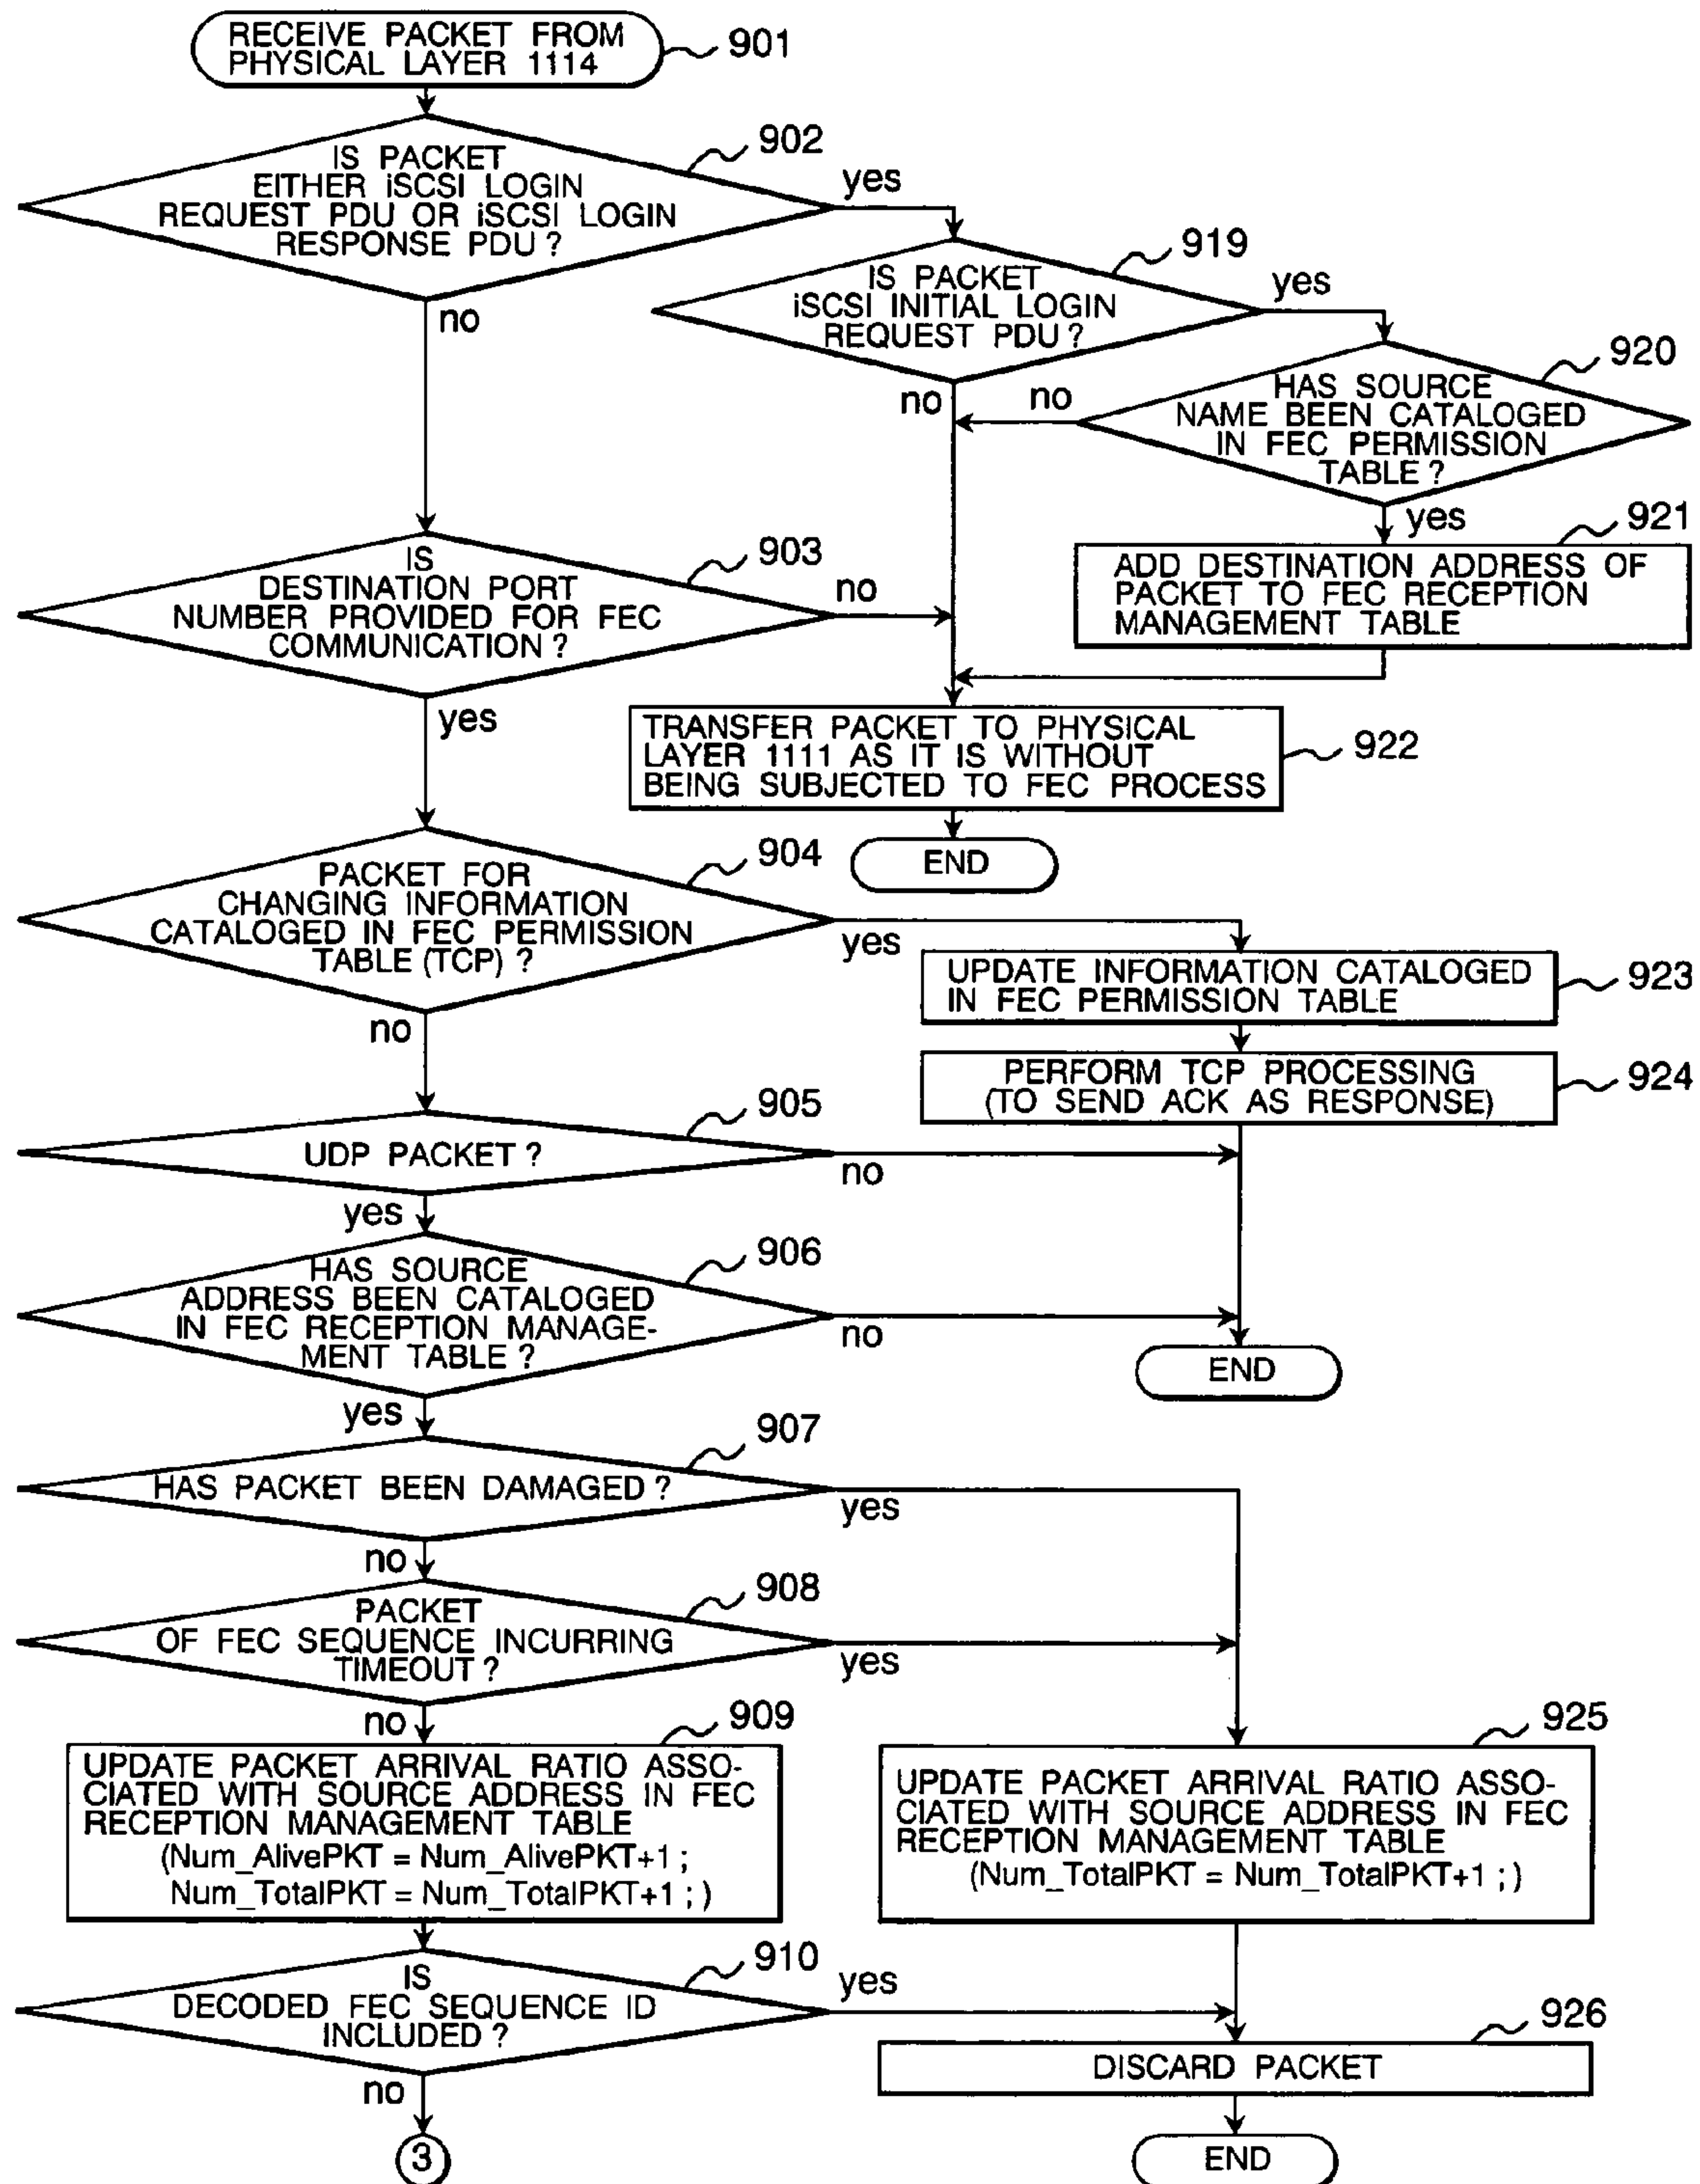 RECEIVE PACKET FROM
PHYSICAL LAYER 1114
901
IS PACKET
EITHER iSCSI LOGIN
REQUEST PDU OR iSCSI LOGIN
RESPONSE PDU ?
902
yes
no
IS PACKET
iSCSI INITIAL LOGIN
REQUEST PDU ?
919
yes
no
HAS SOURCE
NAME BEEN CATALOGED
IN FEC PERMISSION
TABLE ?
920
no
yes
ADD DESTINATION ADDRESS OF
PACKET TO FEC RECEPTION
MANAGEMENT TABLE
921
IS
DESTINATION PORT
NUMBER PROVIDED FOR FEC
COMMUNICATION ?
903
no
yes
TRANSFER PACKET TO PHYSICAL
LAYER 1111 AS IT IS WITHOUT
BEING SUBJECTED TO FEC PROCESS
922
END
PACKET FOR
CHANGING INFORMATION
CATALOGED IN FEC PERMISSION
TABLE (TCP) ?
904
yes
no
UPDATE INFORMATION CATALOGED
IN FEC PERMISSION TABLE
923
PERFORM TCP PROCESSING
(TO SEND ACK AS RESPONSE)
924
UDP PACKET ?
905
no
yes
HAS SOURCE
ADDRESS BEEN CATALOGED
IN FEC RECEPTION MANAGE-
MENT TABLE ?
906
no
yes
END
HAS PACKET BEEN DAMAGED ?
907
yes
no
PACKET
OF FEC SEQUENCE INCURRING
TIMEOUT ?
908
yes
no
UPDATE PACKET ARRIVAL RATIO ASSO-
CIATED WITH SOURCE ADDRESS IN FEC
RECEPTION MANAGEMENT TABLE
(Num_AlivePKT = Num_AlivePKT+1 ;
Num_TotalPKT = Num_TotalPKT+1 ; )
909
UPDATE PACKET ARRIVAL RATIO ASSO-
CIATED WITH SOURCE ADDRESS IN FEC
RECEPTION MANAGEMENT TABLE
(Num_TotalPKT = Num_TotalPKT+1 ; )
925
IS
DECODED FEC SEQUENCE ID
INCLUDED ?
910
yes
no
DISCARD PACKET
926
3
END